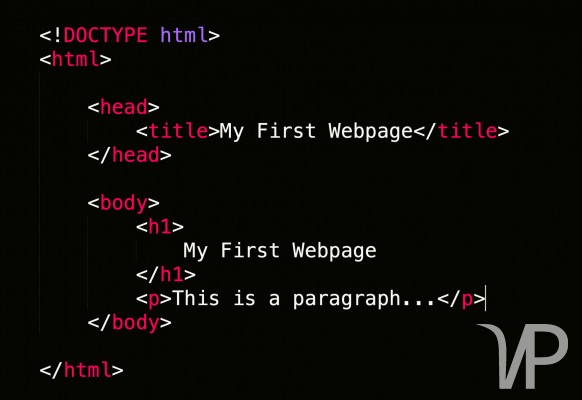 <!DOCTYPE html>
<html>
<head>
<title>My First Webpage</title>
</head>
<body>
<h1>
My First Webpage
</h1>
<p>This is a paragraph...</p>
</body>
</html>
VP